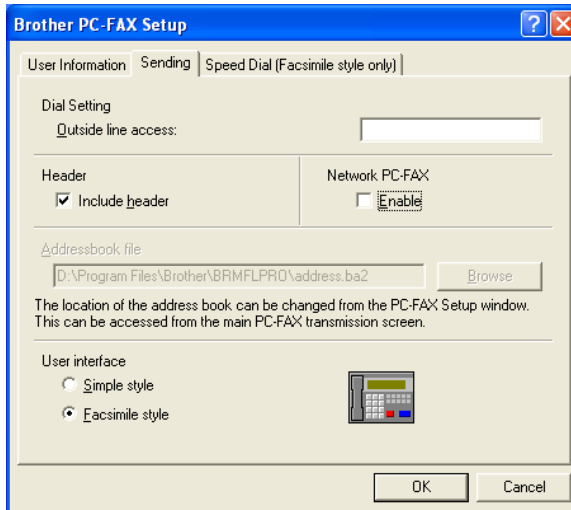 Brother PC-FAX Setup
User Information Sending Speed Dial (Facsimile style only)
Dial Setting
Outside line access:
Header Network PC-FAX
Include header Enable
Addressbook file
D:\Program Files\Brother\BRMFLPRO\address.ba2 Browse
The location of the address book can be changed from the PC-FAX Setup window.
This can be accessed from the main PC-FAX transmission screen.
User interface
Simple style
Facsimile style
OK Cancel